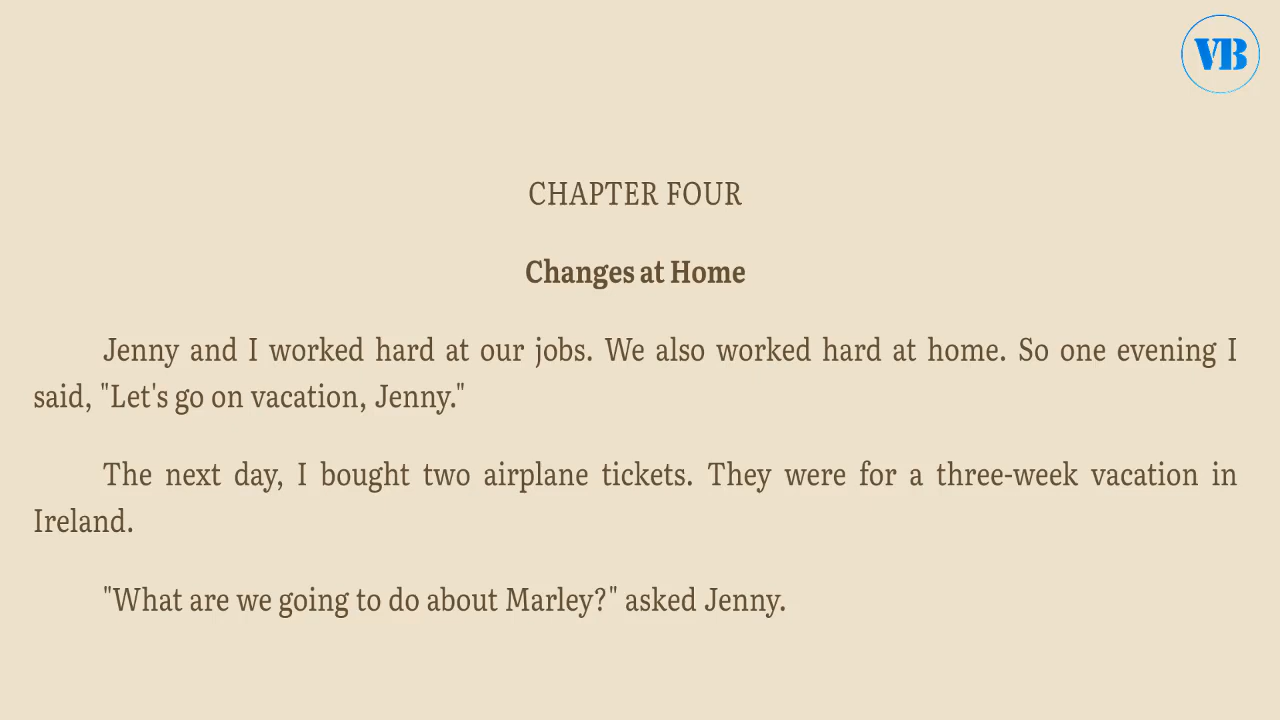 VB
CHAPTER FOUR
Changes at Home
Jenny and I worked hard at our jobs. We also worked hard at home. So one evening I
said, "Let's go on vacation, Jenny."
The next day, I bought two airplane tickets. They were for a three-week vacation in
Ireland.
"What are we going to do about Marley?" asked Jenny.